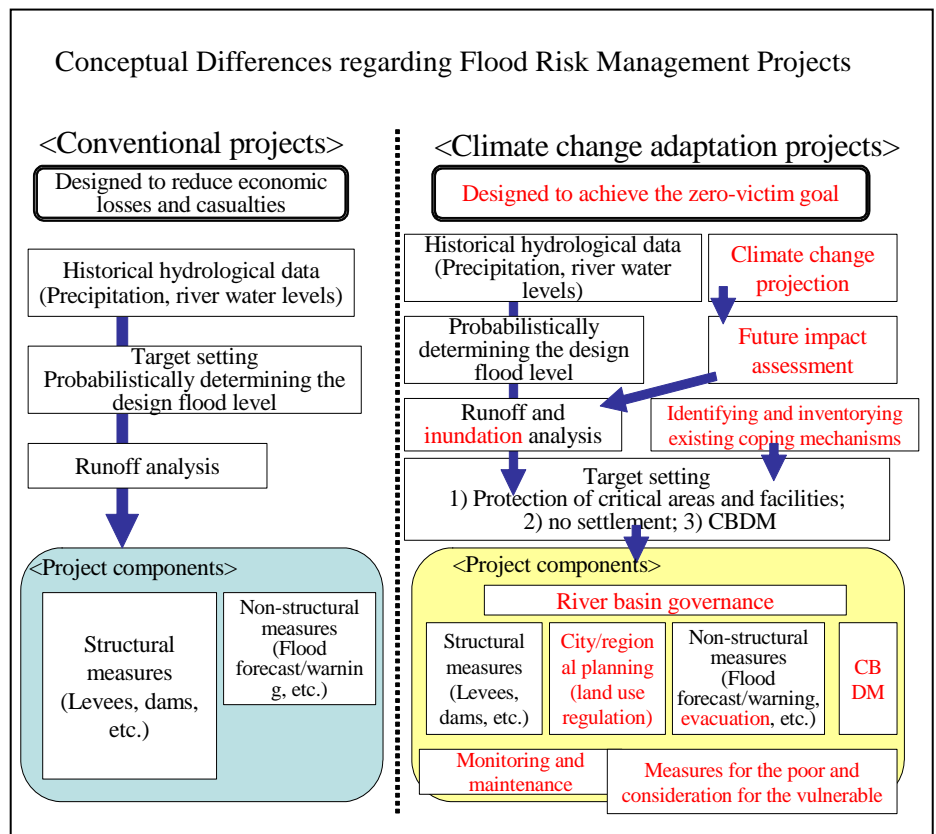 Conceptual Differences regarding Flood Risk Management Projects
<Conventional projects>
Designed to reduce economic
losses and casualties
Historical hydrological data
(Precipitation, river water levels)
Target setting
Probabilistically determining the
design flood level
Runoff analysis
<Project components>
Structural
measures
(Levees, dams,
etc.)
Non-structural
measures
(Flood
forecast/warnin
g, etc.)
<Climate change adaptation projects>
Designed to achieve the zero-victim goal
Historical hydrological data
(Precipitation, river water
levels)
Climate change
projection
Probabilistically
determining the design
flood level
Future impact
assessment
Runoff and
inundation analysis
Identifying and inventorying
existing coping mechanisms
Target setting
1) Protection of critical areas and facilities;
2) no settlement; 3) CBDM
<Project components>
River basin governance
Structural
measures
(Levees,
dams, etc.)
City/region
al planning
(land use
regulation)
Non-structural
measures
(Flood
forecast/warning,
evacuation, etc.)
CB
DM
Monitoring and
maintenance
Measures for the poor and
consideration for the vulnerable